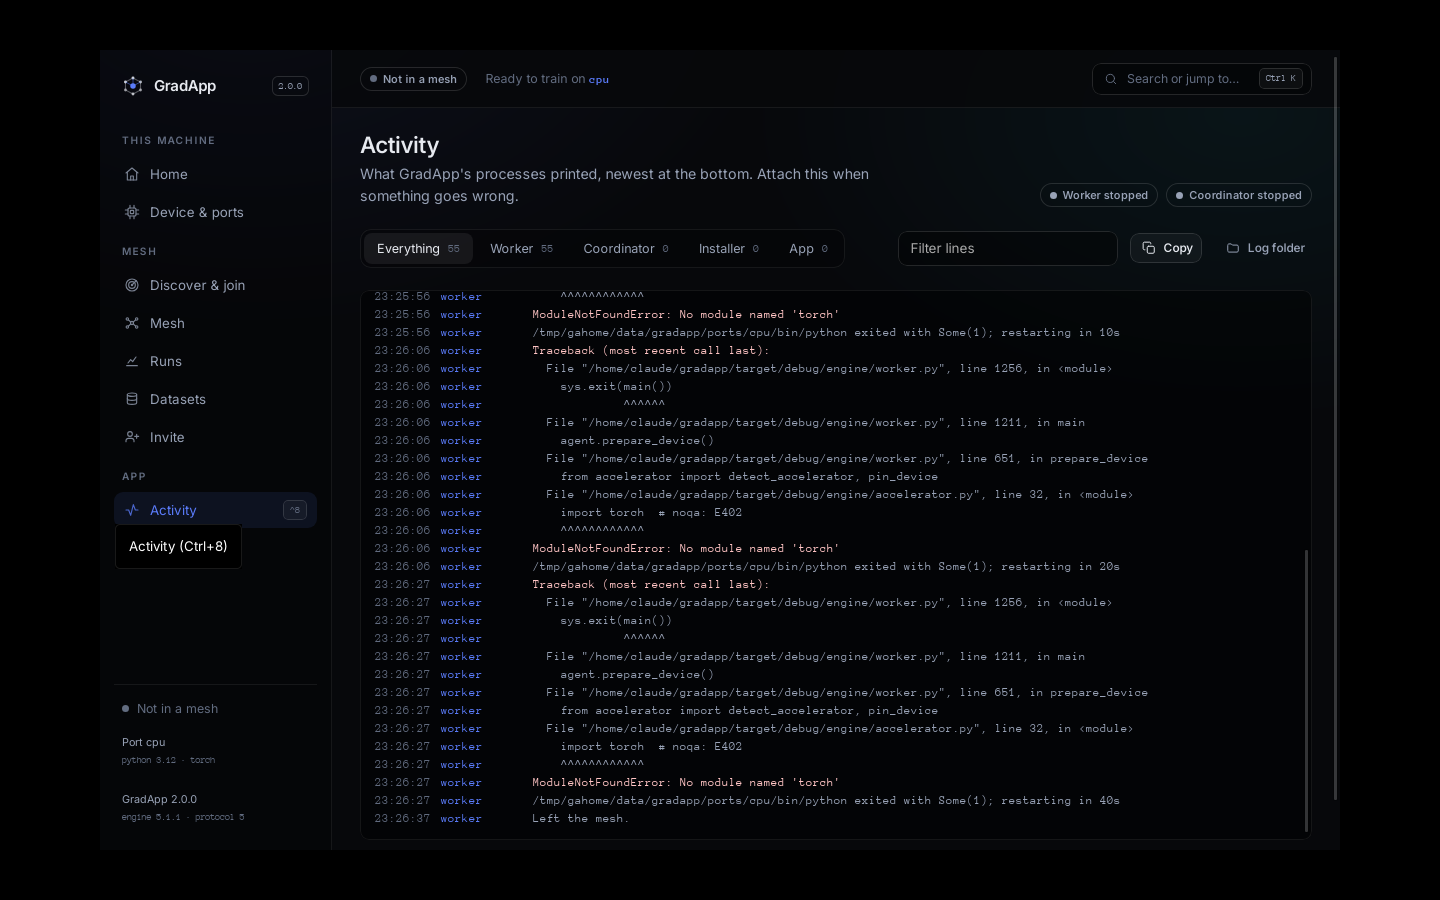 GradApp 2.0.0
THIS MACHINE
Home
Device & ports
MESH
Discover & join
Mesh
Runs
Datasets
Invite
APP
Activity ^8
Activity (Ctrl+8)
Not in a mesh
Port cpu
python 3.12 · torch
GradApp 2.0.0
engine 5.1.1 · protocol 5
Not in a mesh Ready to train on cpu
Search or jump to... Ctrl K
Activity
What GradApp's processes printed, newest at the bottom. Attach this when
something goes wrong.
Worker stopped Coordinator stopped
Everything 55 Worker 55 Coordinator 0 Installer 0 App 0
Filter lines Copy Log folder
23:25:56 worker ^^^^^^^^^^^^
23:25:56 worker ModuleNotFoundError: No module named 'torch'
23:25:56 worker /tmp/gahome/data/gradapp/ports/cpu/bin/python exited with Some(1); restarting in 10s
23:26:06 worker Traceback (most recent call last):
23:26:06 worker File "/home/claude/gradapp/target/debug/engine/worker.py", line 1256, in <module>
23:26:06 worker sys.exit(main())
23:26:06 worker ^^^^^^
23:26:06 worker File "/home/claude/gradapp/target/debug/engine/worker.py", line 1211, in main
23:26:06 worker agent.prepare_device()
23:26:06 worker File "/home/claude/gradapp/target/debug/engine/worker.py", line 651, in prepare_device
23:26:06 worker from accelerator import detect_accelerator, pin_device
23:26:06 worker File "/home/claude/gradapp/target/debug/engine/accelerator.py", line 32, in <module>
23:26:06 worker import torch # noqa: E402
23:26:06 worker ^^^^^^^^^^^^
23:26:06 worker ModuleNotFoundError: No module named 'torch'
23:26:06 worker /tmp/gahome/data/gradapp/ports/cpu/bin/python exited with Some(1); restarting in 20s
23:26:27 worker Traceback (most recent call last):
23:26:27 worker File "/home/claude/gradapp/target/debug/engine/worker.py", line 1256, in <module>
23:26:27 worker sys.exit(main())
23:26:27 worker ^^^^^^
23:26:27 worker File "/home/claude/gradapp/target/debug/engine/worker.py", line 1211, in main
23:26:27 worker agent.prepare_device()
23:26:27 worker File "/home/claude/gradapp/target/debug/engine/worker.py", line 651, in prepare_device
23:26:27 worker from accelerator import detect_accelerator, pin_device
23:26:27 worker File "/home/claude/gradapp/target/debug/engine/accelerator.py", line 32, in <module>
23:26:27 worker import torch # noqa: E402
23:26:27 worker ^^^^^^^^^^^^
23:26:27 worker ModuleNotFoundError: No module named 'torch'
23:26:27 worker /tmp/gahome/data/gradapp/ports/cpu/bin/python exited with Some(1); restarting in 40s
23:26:37 worker Left the mesh.